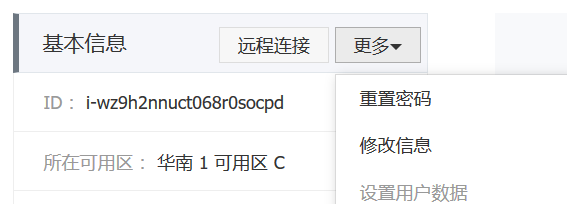 基本信息 远程连接 更多
ID： i-wz9h2nnuct068r0socpd
重置密码
修改信息
所在可用区： 华南 1 可用区 C
设置用户数据